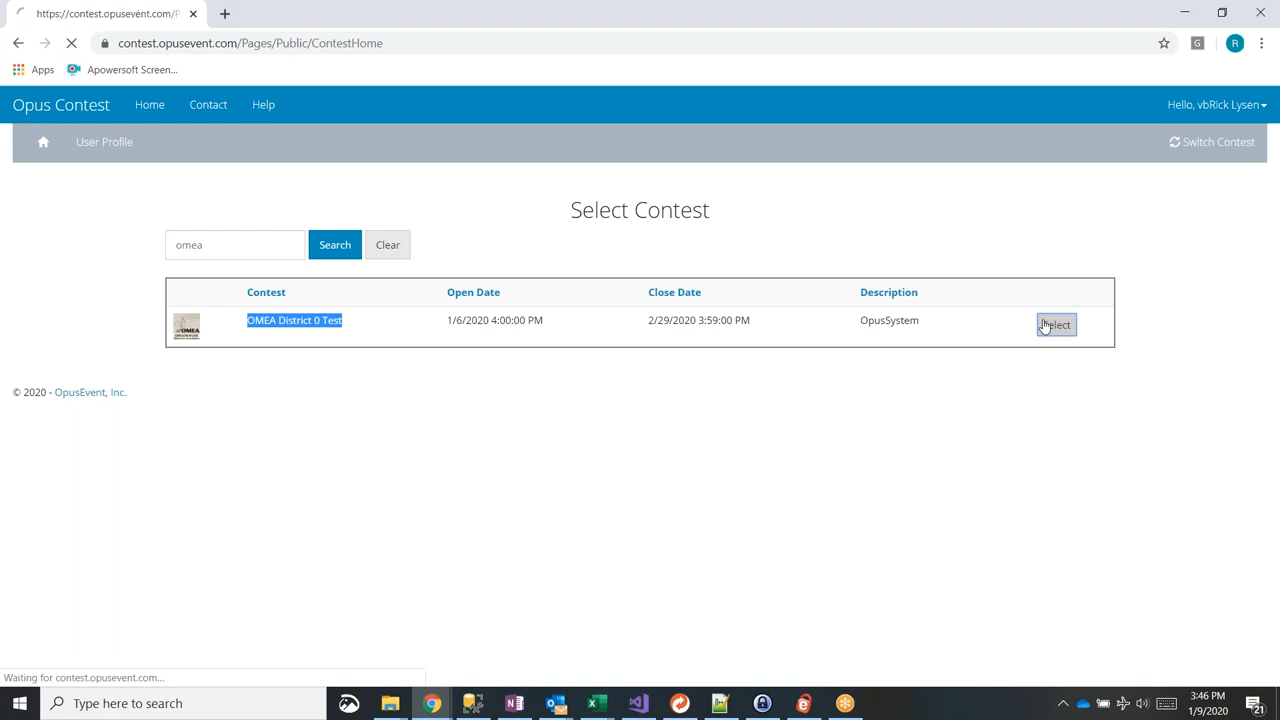 https://contest.opusevent.com/P
contest.opusevent.com/Pages/Public/ContestHome
G
R
Apps
Apowersoft Screen...
Opus Contest
Home
Contact
Help
Hello, vbRick Lysen
User Profile
Switch Contest
Select Contest
omea
Search
Clear
Contest
Open Date
Close Date
Description
OMEA
OMEA District 0 Test
1/6/2020 4:00:00 PM
2/29/2020 3:59:00 PM
OpusSystem
Select
© 2020 - OpusEvent, Inc.
Waiting for contest.opusevent.com...
Type here to search
3:46 PM
1/9/2020
21